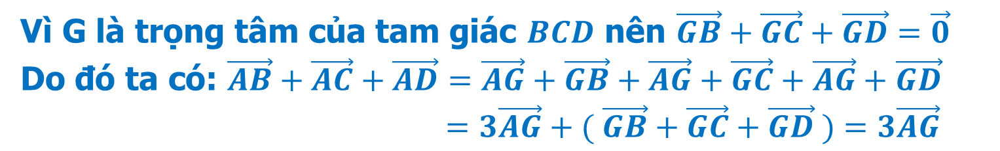 Vì G là trọng tâm của tam giác $BCD$ nên $\overrightarrow{GB} + \overrightarrow{GC} + \overrightarrow{GD} = \overrightarrow{0}$
Do đó ta có: $\overrightarrow{AB} + \overrightarrow{AC} + \overrightarrow{AD} = \overrightarrow{AG} + \overrightarrow{GB} + \overrightarrow{AG} + \overrightarrow{GC} + \overrightarrow{AG} + \overrightarrow{GD}$
$= 3\overrightarrow{AG} + ( \overrightarrow{GB} + \overrightarrow{GC} + \overrightarrow{GD} ) = 3\overrightarrow{AG}$